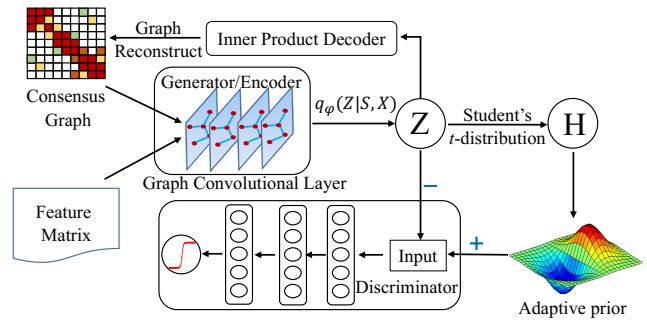 Graph
Reconstruct
Inner Product Decoder
Consensus
Graph
Generator/Encoder
q_φ(Z|S, X)
Z
Student's
t-distribution
H
Graph Convolutional Layer
Feature
Matrix
−
+
Input
Discriminator
Adaptive prior